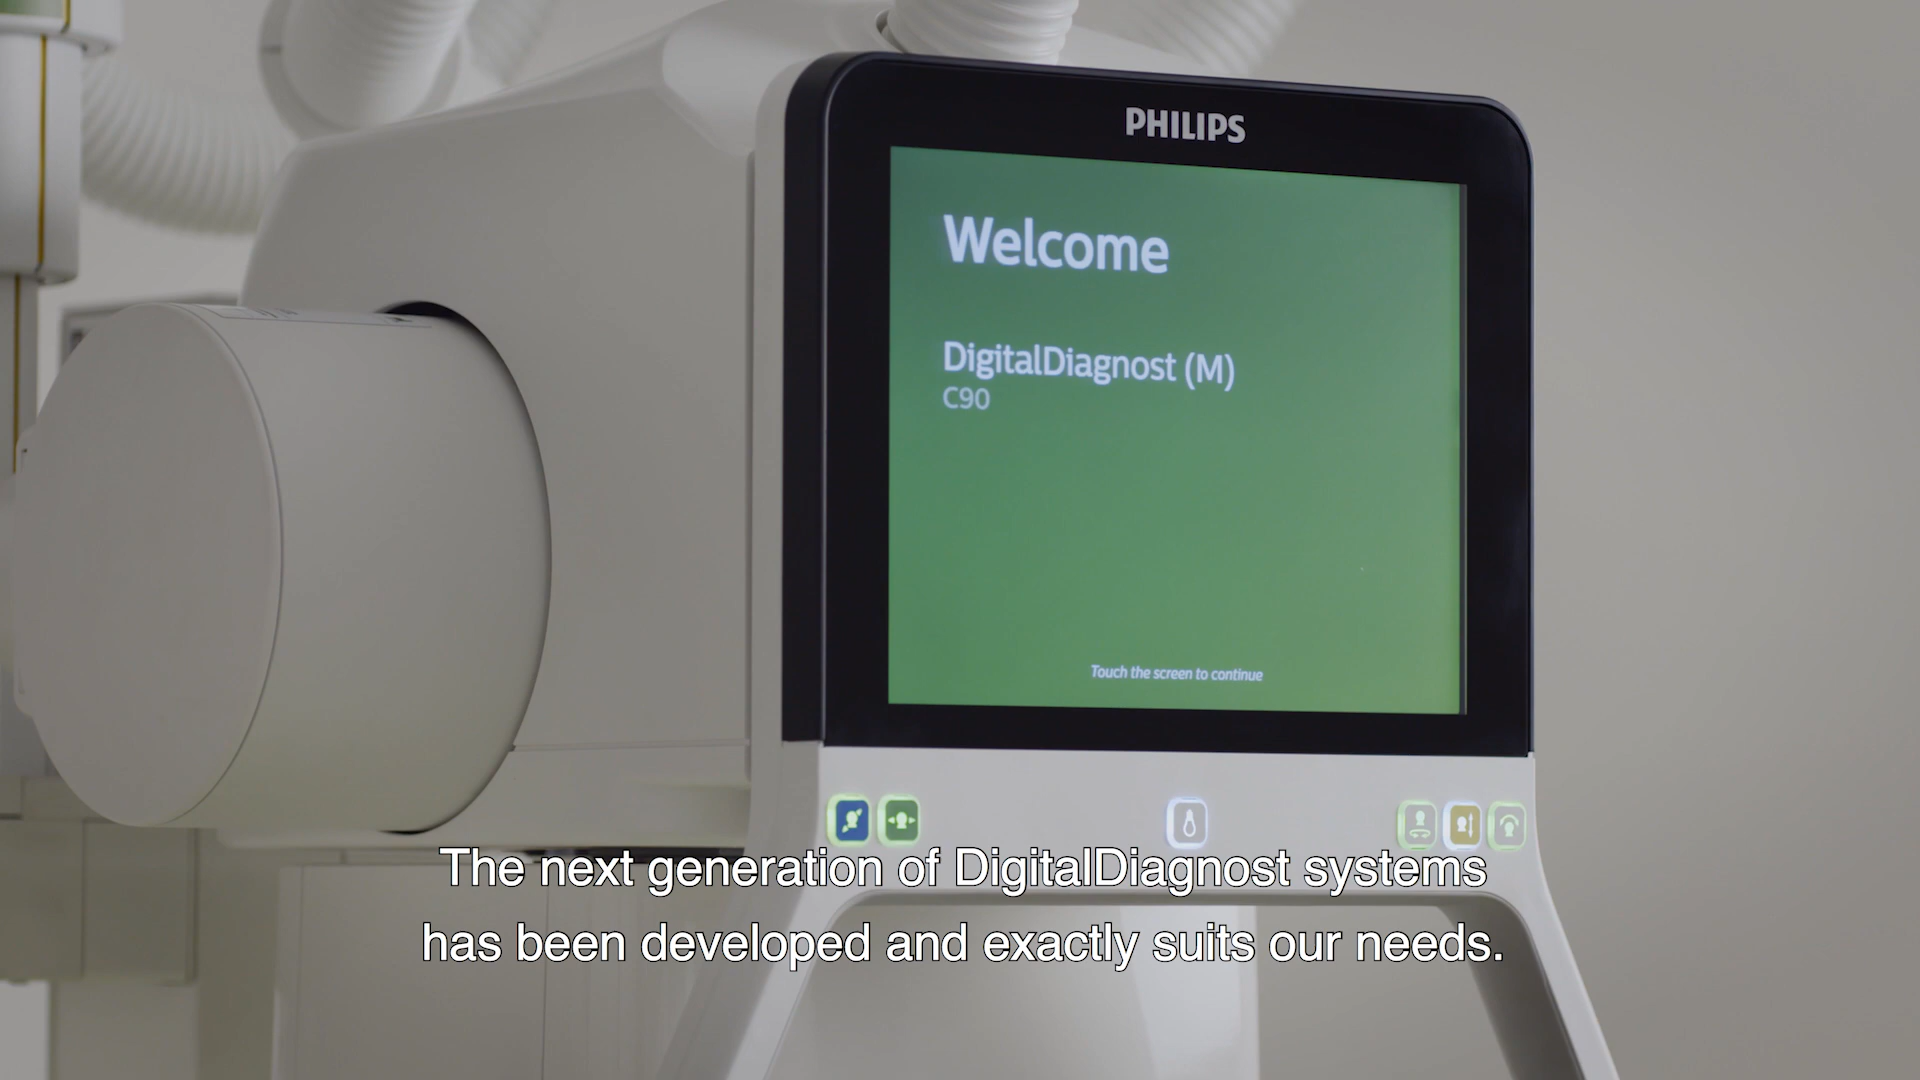 PHILIPS
Welcome
DigitalDiagnost (M)
C90
Touch the screen to continue
The next generation of DigitalDiagnost systems
has been developed and exactly suits our needs.